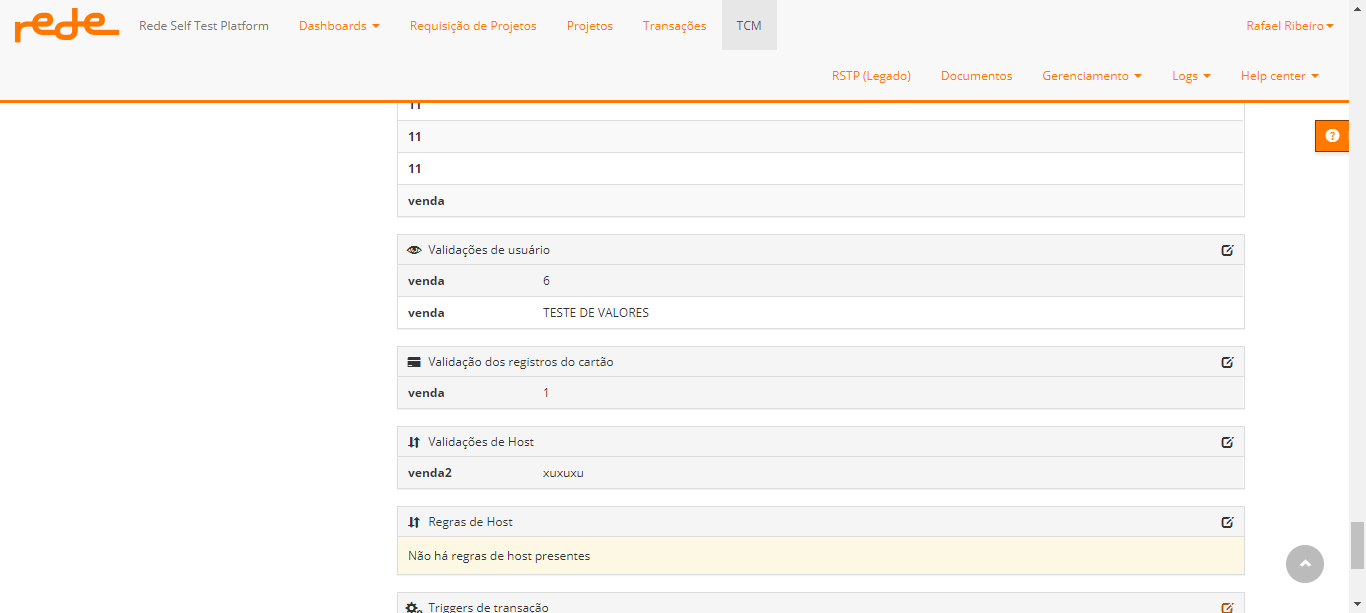 rede Rede Self Test Platform Dashboards Requisição de Projetos Projetos Transações TCM Rafael Ribeiro
RSTP (Legado) Documentos Gerenciamento Logs Help center
11
11
11
venda
Validações de usuário
venda 6
venda TESTE DE VALORES
Validação dos registros do cartão
venda 1
Validações de Host
venda2 xuxuxu
Regras de Host
Não há regras de host presentes
Triggers de transação